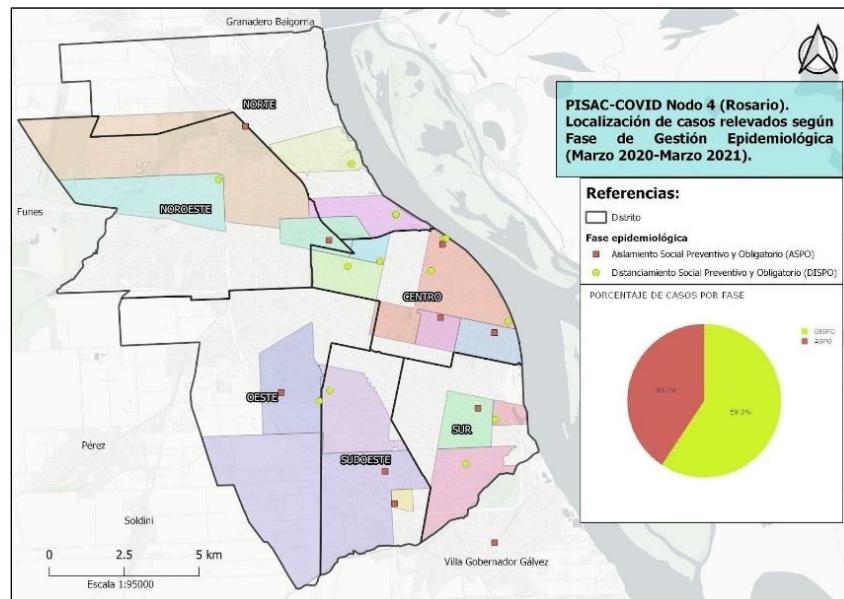 Granadero Baigorria
NORTE
PISAC-COVID Nodo 4 (Rosario).
Localización de casos relevados según
Fase de Gestión Epidemiológica
(Marzo 2020-Marzo 2021).
Referencias:
Distrito
Fase epidemiológica
Aislamiento Social Preventivo y Obligatorio (ASPO)
Distanciamiento Social Preventivo y Obligatorio (DISPO)
Funes
NOROESTE
CENTRO
PORCENTAJE DE CASOS POR FASE
DISPO
ASPO
59.3%
OESTE
SUR
Pérez
SUDOESTE
Soldini
Villa Gobernador Gálvez
0 2.5 5 km
Escala 1:95000